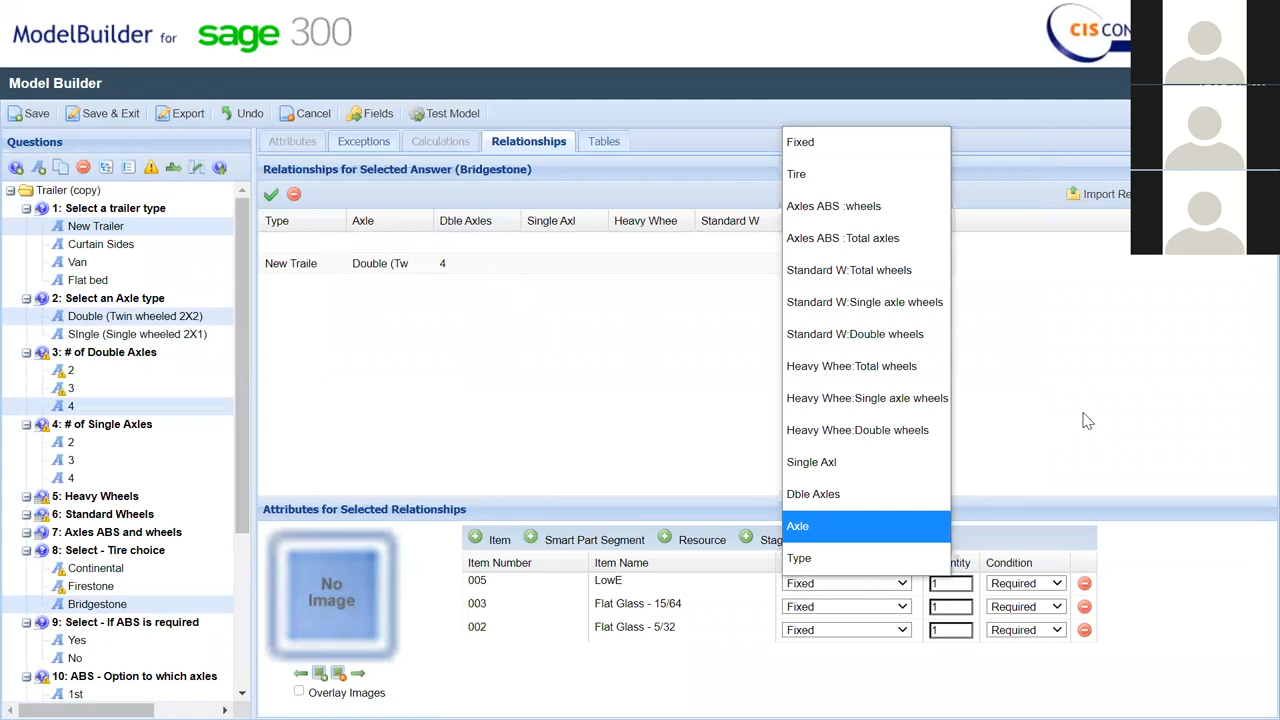 ModelBuilder for sage 300
CIS CON
Model Builder
Save Save & Exit Export Undo Cancel Fields Test Model
Questions
Attributes Exceptions Calculations Relationships Tables
Relationships for Selected Answer (Bridgestone)
Import Re
Type Axle Dble Axles Single Axl Heavy Whee Standard W
New Traile Double (Tw 4
Trailer (copy)
1: Select a trailer type
New Trailer
Curtain Sides
Van
Flat bed
2: Select an Axle type
Double (Twin wheeled 2X2)
SIngle (Single wheeled 2X1)
3: # of Double Axles
2
3
4
4: # of Single Axles
2
3
4
5: Heavy Wheels
6: Standard Wheels
7: Axles ABS and wheels
8: Select - Tire choice
Continental
Firestone
Bridgestone
9: Select - If ABS is required
Yes
No
10: ABS - Option to which axles
1st
Fixed
Tire
Axles ABS :wheels
Axles ABS :Total axles
Standard W:Total wheels
Standard W:Single axle wheels
Standard W:Double wheels
Heavy Whee:Total wheels
Heavy Whee:Single axle wheels
Heavy Whee:Double wheels
Single Axl
Dble Axles
Axle
Type
Attributes for Selected Relationships
No
Image
Overlay Images
Item Smart Part Segment Resource Stag
Item Number Item Name ntity Condition
005 LowE Fixed 1 Required
003 Flat Glass - 15/64 Fixed 1 Required
002 Flat Glass - 5/32 Fixed 1 Required